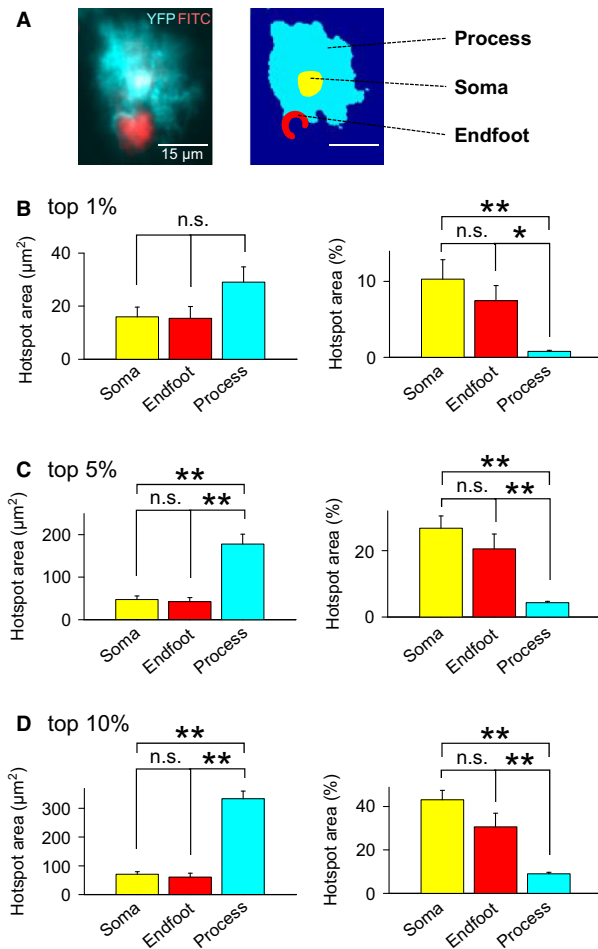 A
YFP FITC
15 µm
Process
Soma
Endfoot
B top 1%
Hotspot area (µm²)
40
20
0
n.s.
Soma
Endfoot
Process
Hotspot area (%)
10
0
**
n.s. *
Soma
Endfoot
Process
C top 5%
Hotspot area (µm²)
200
100
0
**
n.s. **
Soma
Endfoot
Process
Hotspot area (%)
20
0
**
n.s. **
Soma
Endfoot
Process
D top 10%
Hotspot area (µm²)
300
200
100
0
**
n.s. **
Soma
Endfoot
Process
Hotspot area (%)
40
20
0
**
n.s. **
Soma
Endfoot
Process